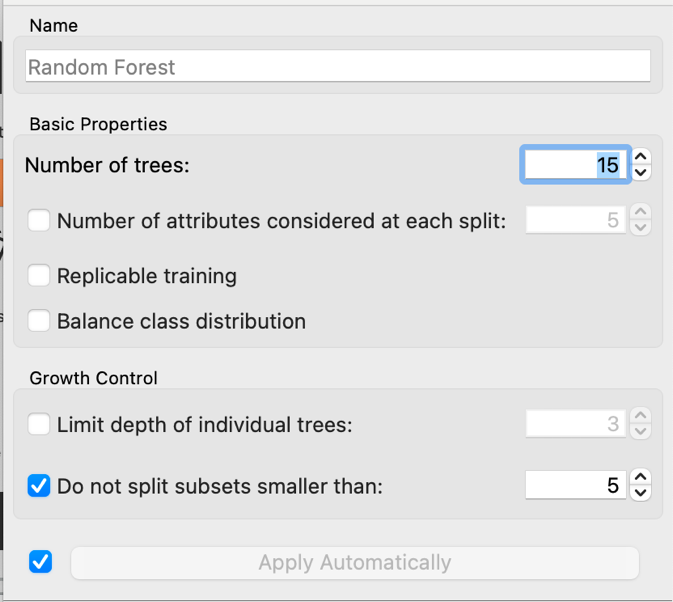 Name
Random Forest
Basic Properties
Number of trees: 15
Number of attributes considered at each split: 5
Replicable training
Balance class distribution
Growth Control
Limit depth of individual trees: 3
Do not split subsets smaller than: 5
Apply Automatically